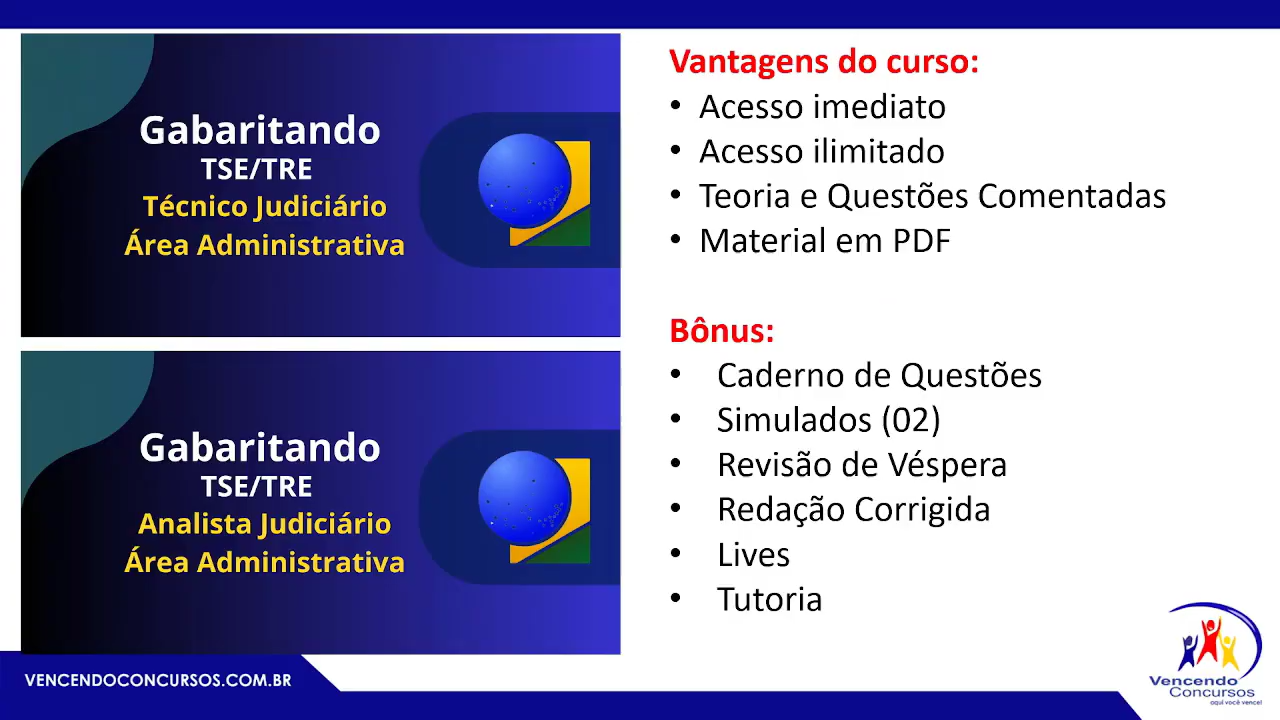 Gabaritando
TSE/TRE
Técnico Judiciário
Área Administrativa
Gabaritando
TSE/TRE
Analista Judiciário
Área Administrativa
Vantagens do curso:
• Acesso imediato
• Acesso ilimitado
• Teoria e Questões Comentadas
• Material em PDF
Bônus:
• Caderno de Questões
• Simulados (02)
• Revisão de Véspera
• Redação Corrigida
• Lives
• Tutoria
VENCENDOCONCURSOS.COM.BR
Vencendo
Concursos
aqui você vence!